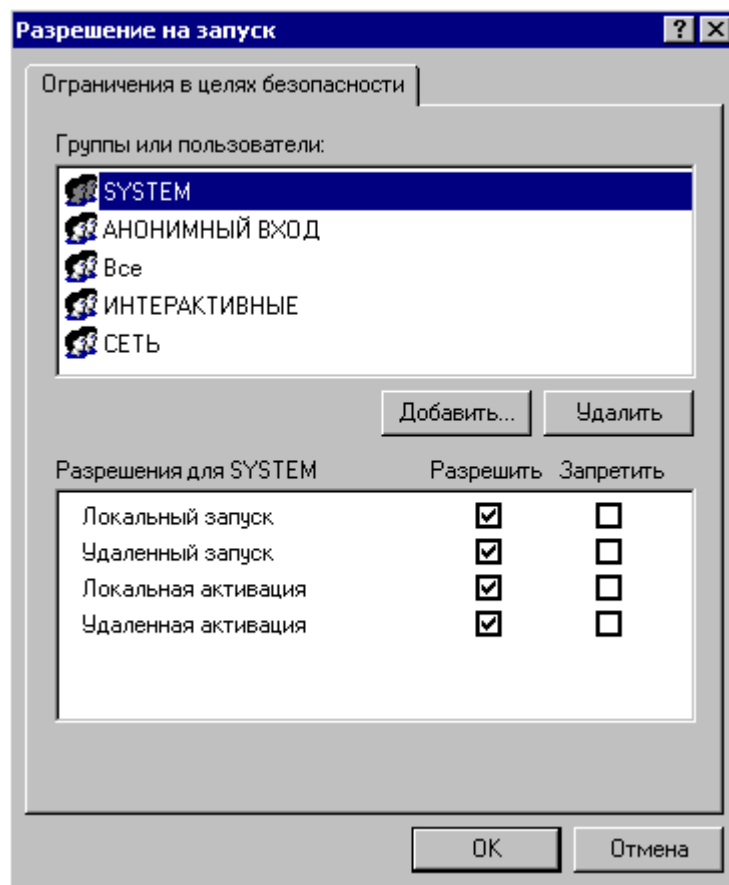 Разрешение на запуск
Ограничения в целях безопасности
Группы или пользователи:
SYSTEM
АНОНИМНЫЙ ВХОД
Все
ИНТЕРАКТИВНЫЕ
СЕТЬ
Добавить... Удалить
Разрешения для SYSTEM Разрешить Запретить
Локальный запуск
Удаленный запуск
Локальная активация
Удаленная активация
OK Отмена